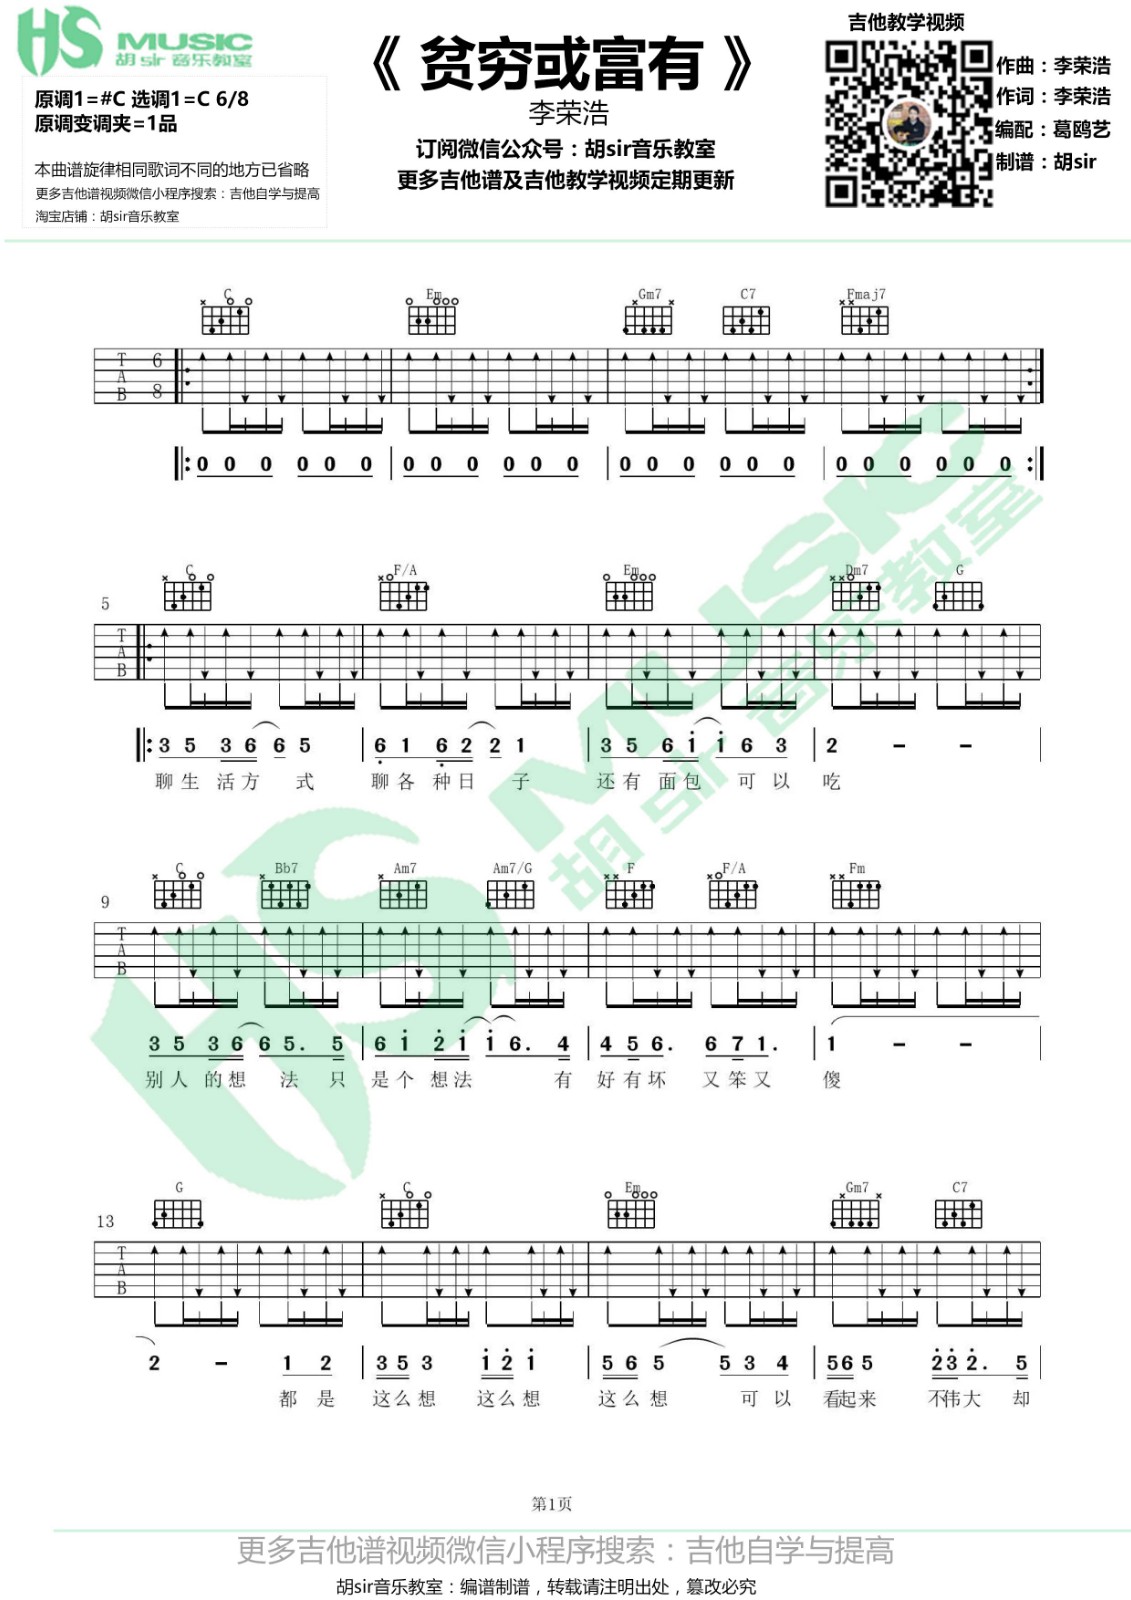 HS MUSIC
胡 sir 音乐教室
原调1=#C 选调1=C 6/8
原调变调夹=1品
本曲谱旋律相同歌词不同的地方已省略
更多吉他谱视频微信小程序搜索：吉他自学与提高
淘宝店铺：胡sir音乐教室
《 贫穷或富有 》
李荣浩
订阅微信公众号：胡sir音乐教室
更多吉他谱及吉他教学视频定期更新
吉他教学视频
作曲：李荣浩
作词：李荣浩
编配：葛鸥艺
制谱：胡sir
C Em Gm7 C7 Fmaj7
T A B 6 8
0 0 0 0 0 0 0 0 0 0 0 0 0 0 0 0 0 0 0 0 0 0 0 0
C F/A Em Dm7 G
5
T A B
3 5 3 6 6 5 6 1 6 2 2 1 3 5 6 i i 6 3 2 - -
聊 生 活 方 式 聊 各 种 日 子 还 有 面 包 可 以 吃
C Bb7 Am7 Am7/G F F/A Fm
9
T A B
3 5 3 6 6 5. 5 6 i 2 i i 6. 4 4 5 6. 6 7 1. 1 - -
别 人 的 想 法 只 是 个 想 法 有 好 有 坏 又 笨 又 傻
G C Em Gm7 C7
13
T A B
2 - 1 2 3 5 3 i 2 i 5 6 5 5 3 4 5 6 5 2 3 2. 5
都 是 这 么 想 这 么 想 这 么 想 可 以 看起来 不伟大 却
HS MUSIC
胡 sir 音乐教室
第1页
更多吉他谱视频微信小程序搜索：吉他自学与提高
胡sir音乐教室：编谱制谱，转载请注明出处，篡改必究